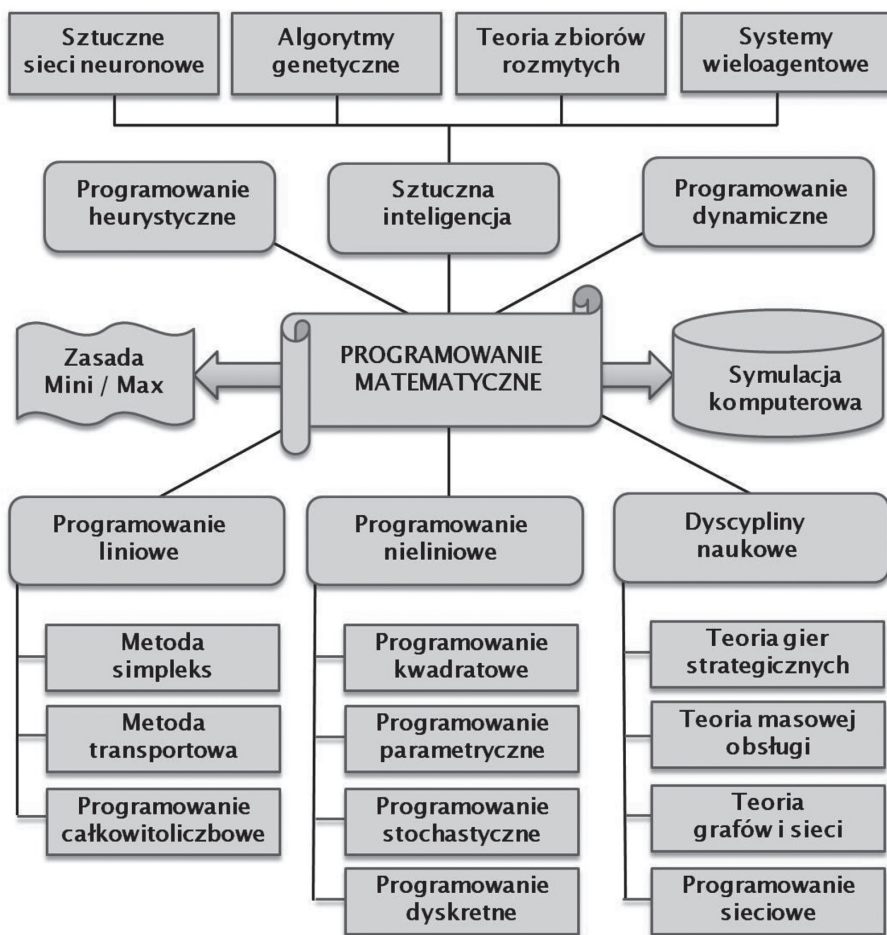 Sztuczne
sieci neuronowe
Algorytmy
genetyczne
Teoria zbiorów
rozmytych
Systemy
wieloagentowe
Programowanie
heurystyczne
Sztuczna
inteligencja
Programowanie
dynamiczne
Zasada
Mini / Max
PROGRAMOWANIE
MATEMATYCZNE
Symulacja
komputerowa
Programowanie
liniowe
Programowanie
nieliniowe
Dyscypliny
naukowe
Metoda
simpleks
Metoda
transportowa
Programowanie
całkowitoliczbowe
Programowanie
kwadratowe
Programowanie
parametryczne
Programowanie
stochastyczne
Programowanie
dyskretne
Teoria gier
strategicznych
Teoria masowej
obsługi
Teoria
grafów i sieci
Programowanie
sieciowe